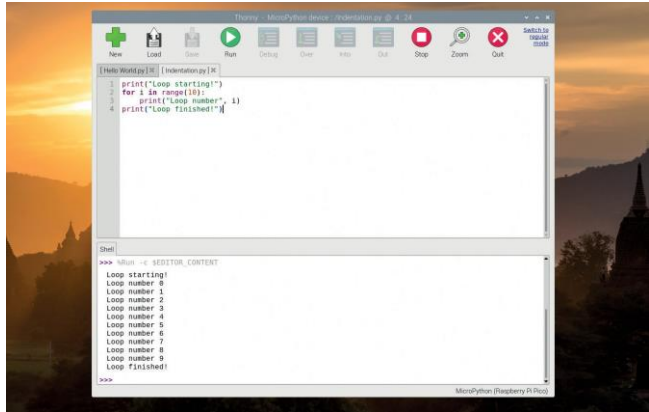 Thonny - MicroPython device :: /Indentation.py @ 4 : 24
New Load Save Run Debug Over Into Out Stop Zoom Quit
Switch to
regular
mode
[ Hello World.py ] [ Indentation.py ]
1 print("Loop starting!")
2 for i in range(10):
3     print("Loop number", i)
4 print("Loop finished!")
Shell
>>> %Run -c $EDITOR_CONTENT
Loop starting!
Loop number 0
Loop number 1
Loop number 2
Loop number 3
Loop number 4
Loop number 5
Loop number 6
Loop number 7
Loop number 8
Loop number 9
Loop finished!
>>>
MicroPython (Raspberry Pi Pico)